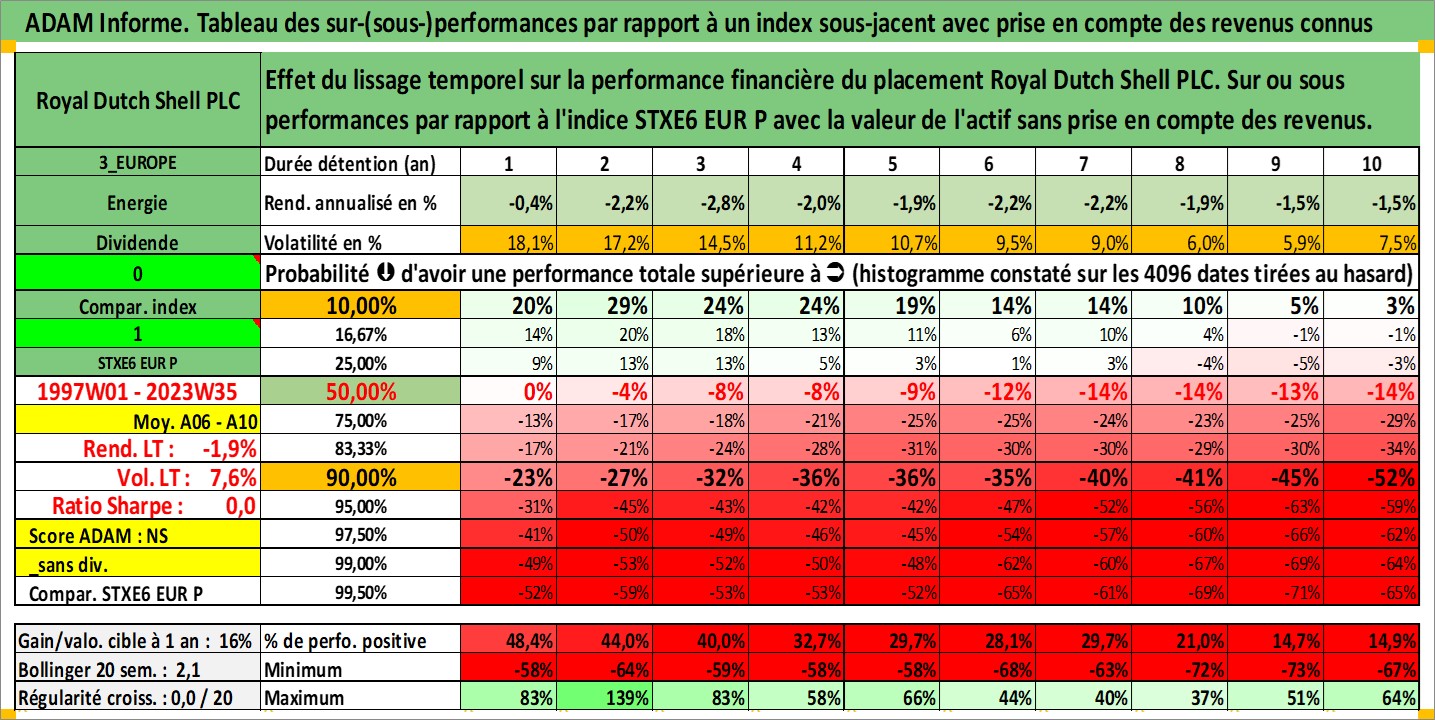 ADAM Informe. Tableau des sur-(sous-)performances par rapport à un index sous-jacent avec prise en compte des revenus connus
Royal Dutch Shell PLC
Effet du lissage temporel sur la performance financière du placement Royal Dutch Shell PLC. Sur ou sous
performances par rapport à l'indice STXE6 EUR P avec la valeur de l'actif sans prise en compte des revenus.
3_EUROPE Durée détention (an) 1 2 3 4 5 6 7 8 9 10
Energie Rend. annualisé en % -0,4% -2,2% -2,8% -2,0% -1,9% -2,2% -2,2% -1,9% -1,5% -1,5%
Dividende Volatilité en % 18,1% 17,2% 14,5% 11,2% 10,7% 9,5% 9,0% 6,0% 5,9% 7,5%
0 Probabilité d'avoir une performance totale supérieure à (histogramme constaté sur les 4096 dates tirées au hasard)
Compar. index 10,00% 20% 29% 24% 24% 19% 14% 14% 10% 5% 3%
1 16,67% 14% 20% 18% 13% 11% 6% 10% 4% -1% -1%
STXE6 EUR P 25,00% 9% 13% 13% 5% 3% 1% 3% -4% -5% -3%
1997W01 - 2023W35 50,00% 0% -4% -8% -8% -9% -12% -14% -14% -13% -14%
Moy. A06 - A10 75,00% -13% -17% -18% -21% -25% -25% -24% -23% -25% -29%
Rend. LT : -1,9% 83,33% -17% -21% -24% -28% -31% -30% -30% -29% -30% -34%
Vol. LT : 7,6% 90,00% -23% -27% -32% -36% -36% -35% -40% -41% -45% -52%
Ratio Sharpe : 0,0 95,00% -31% -45% -43% -42% -42% -47% -52% -56% -63% -59%
Score ADAM : NS 97,50% -41% -50% -49% -46% -45% -54% -57% -60% -66% -62%
_sans div. 99,00% -49% -53% -52% -50% -48% -62% -60% -67% -69% -64%
Compar. STXE6 EUR P 99,50% -52% -59% -53% -53% -52% -65% -61% -69% -71% -65%
Gain/valo. cible à 1 an : 16% % de perfo. positive 48,4% 44,0% 40,0% 32,7% 29,7% 28,1% 29,7% 21,0% 14,7% 14,9%
Bollinger 20 sem. : 2,1 Minimum -58% -64% -59% -58% -58% -68% -63% -72% -73% -67%
Régularité croiss. : 0,0 / 20 Maximum 83% 139% 83% 58% 66% 44% 40% 37% 51% 64%